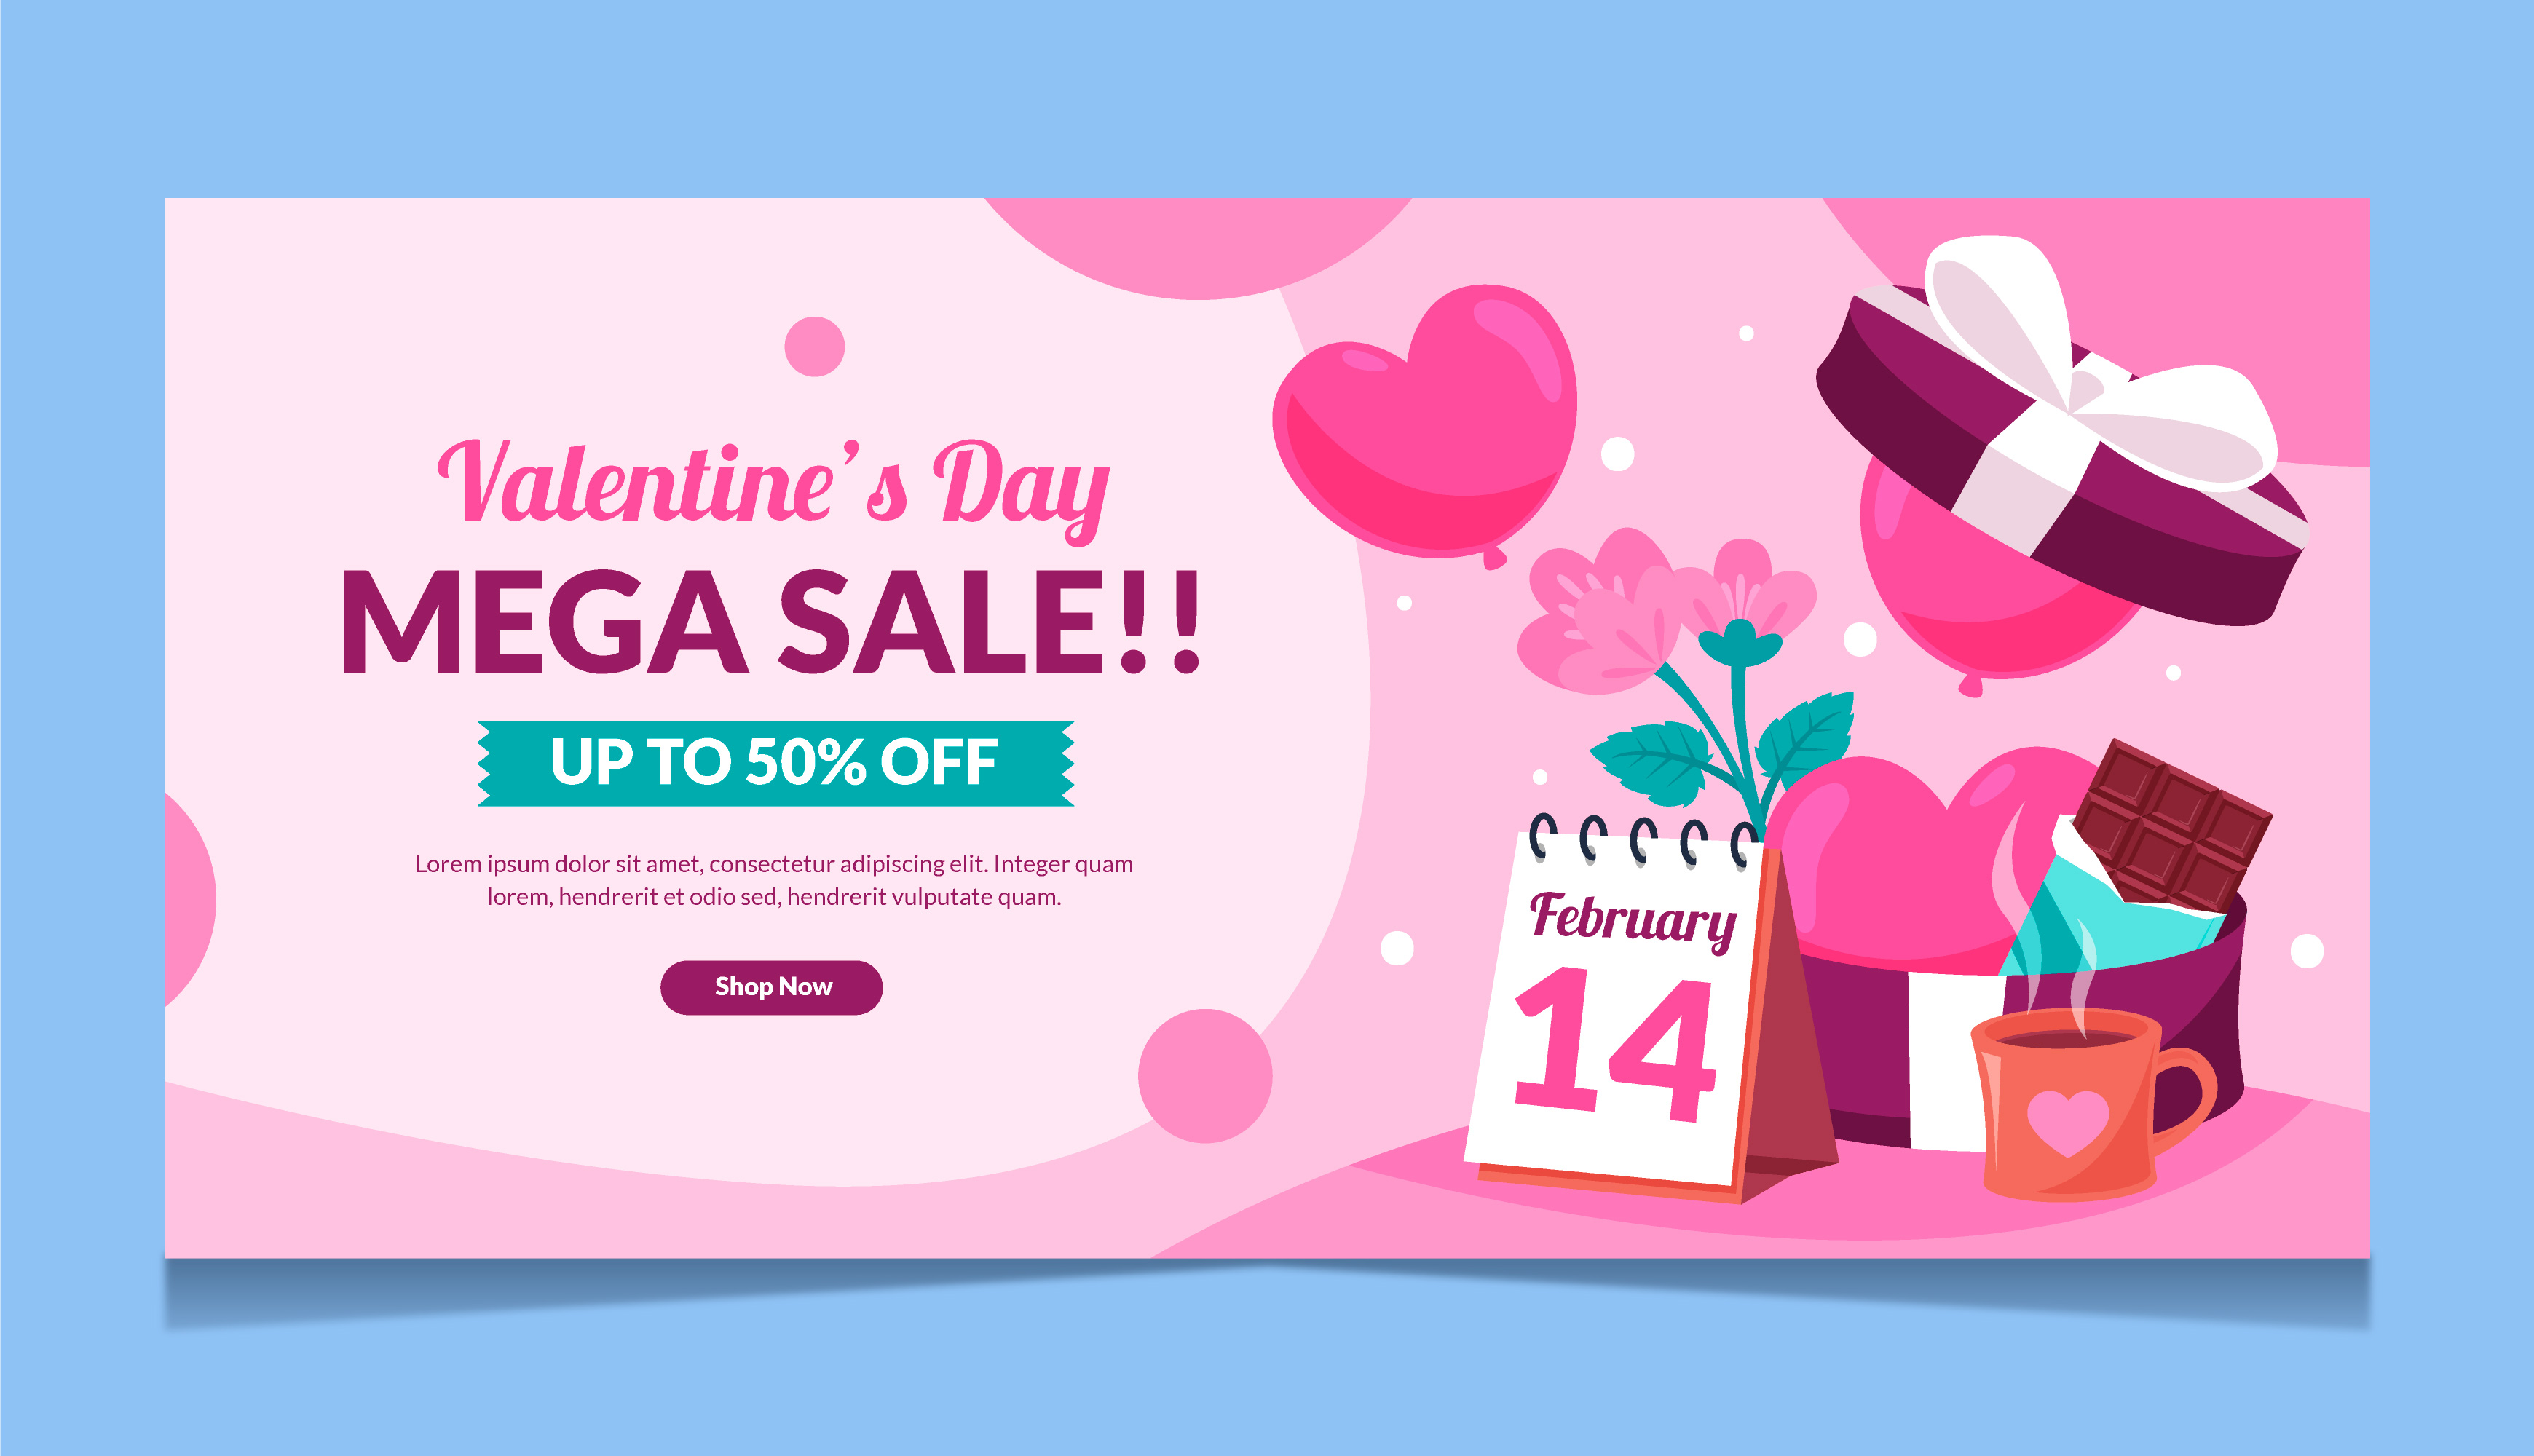 Valentine’s Day
MEGA SALE!!
UP TO 50% OFF
Lorem ipsum dolor sit amet, consectetur adipiscing elit. Integer quam
lorem, hendrerit et odio sed, hendrerit vulputate quam.
Shop Now
February
14